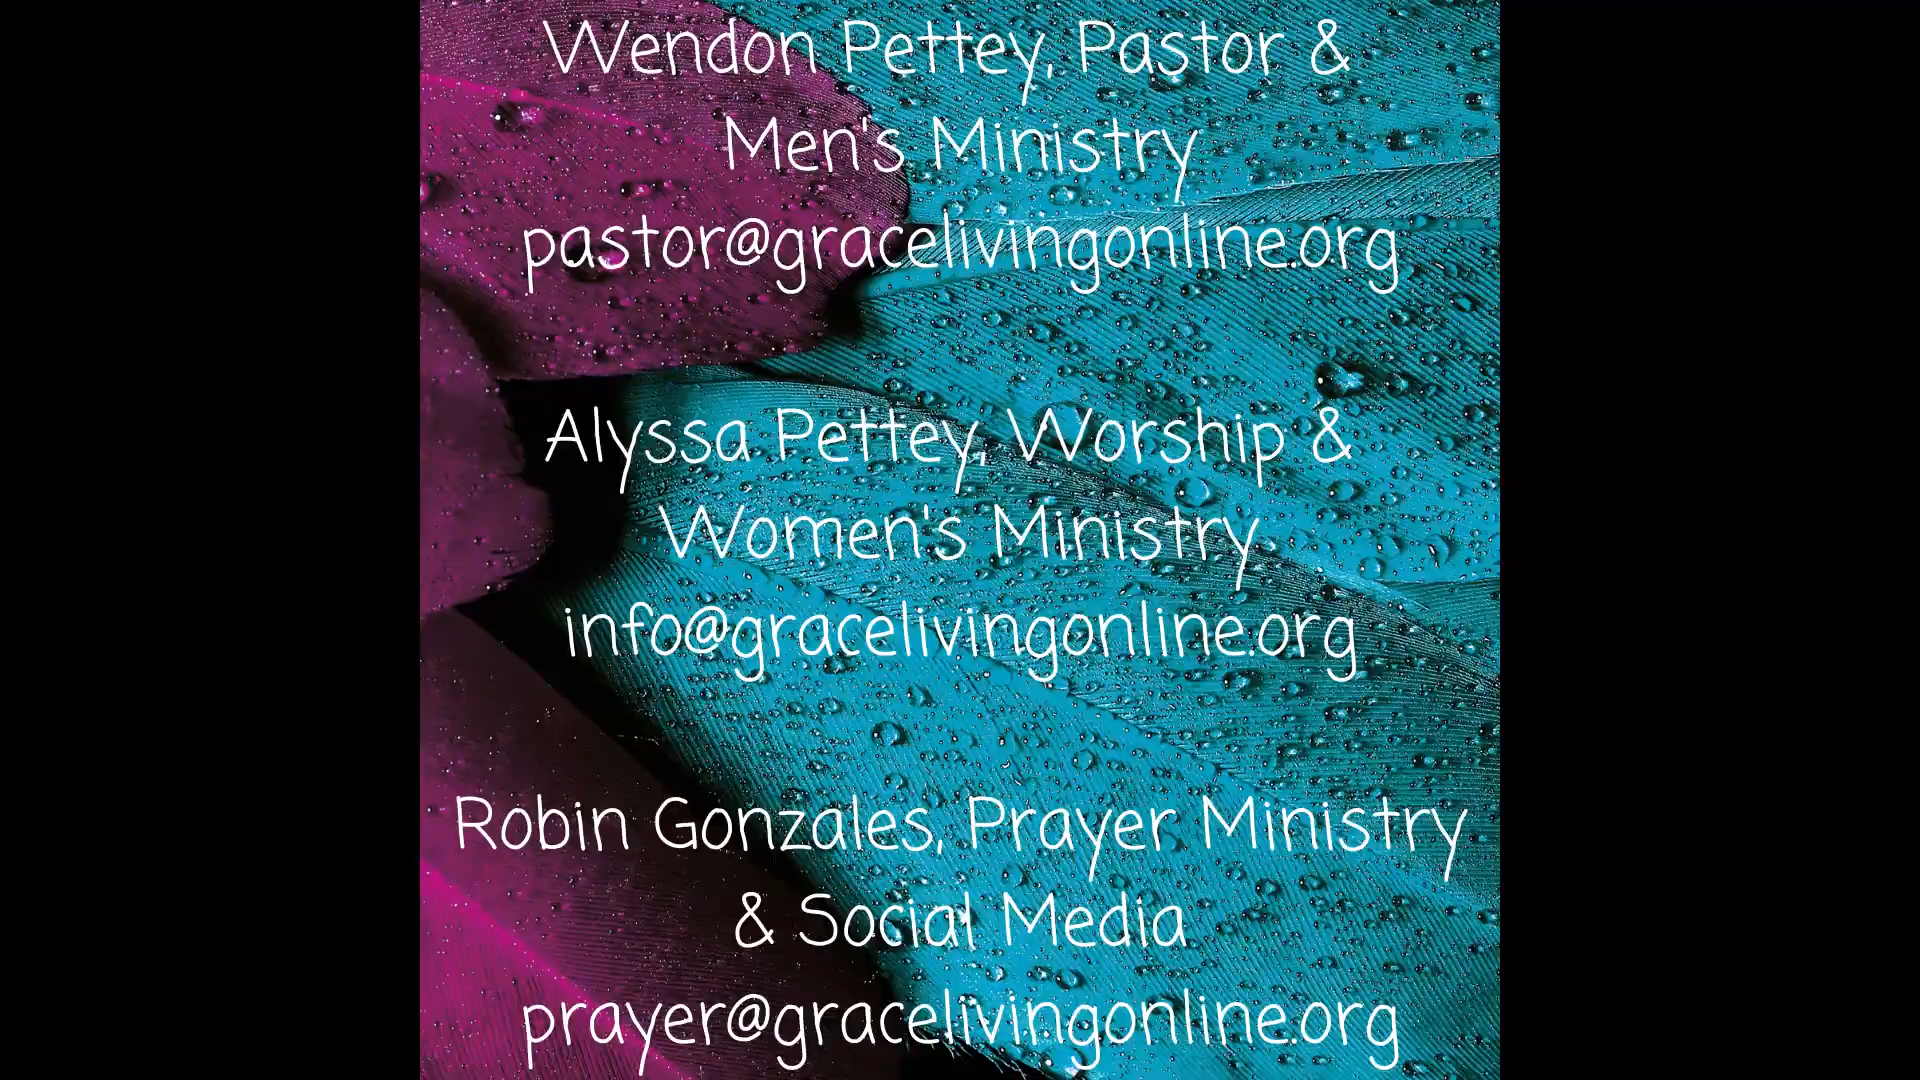 Wendon Pettey, Pastor &
Men's Ministry
pastor@gracelivingonline.org
Alyssa Pettey, Worship &
Women's Ministry
info@gracelivingonline.org
Robin Gonzales, Prayer Ministry
& Social Media
prayer@gracelivingonline.org